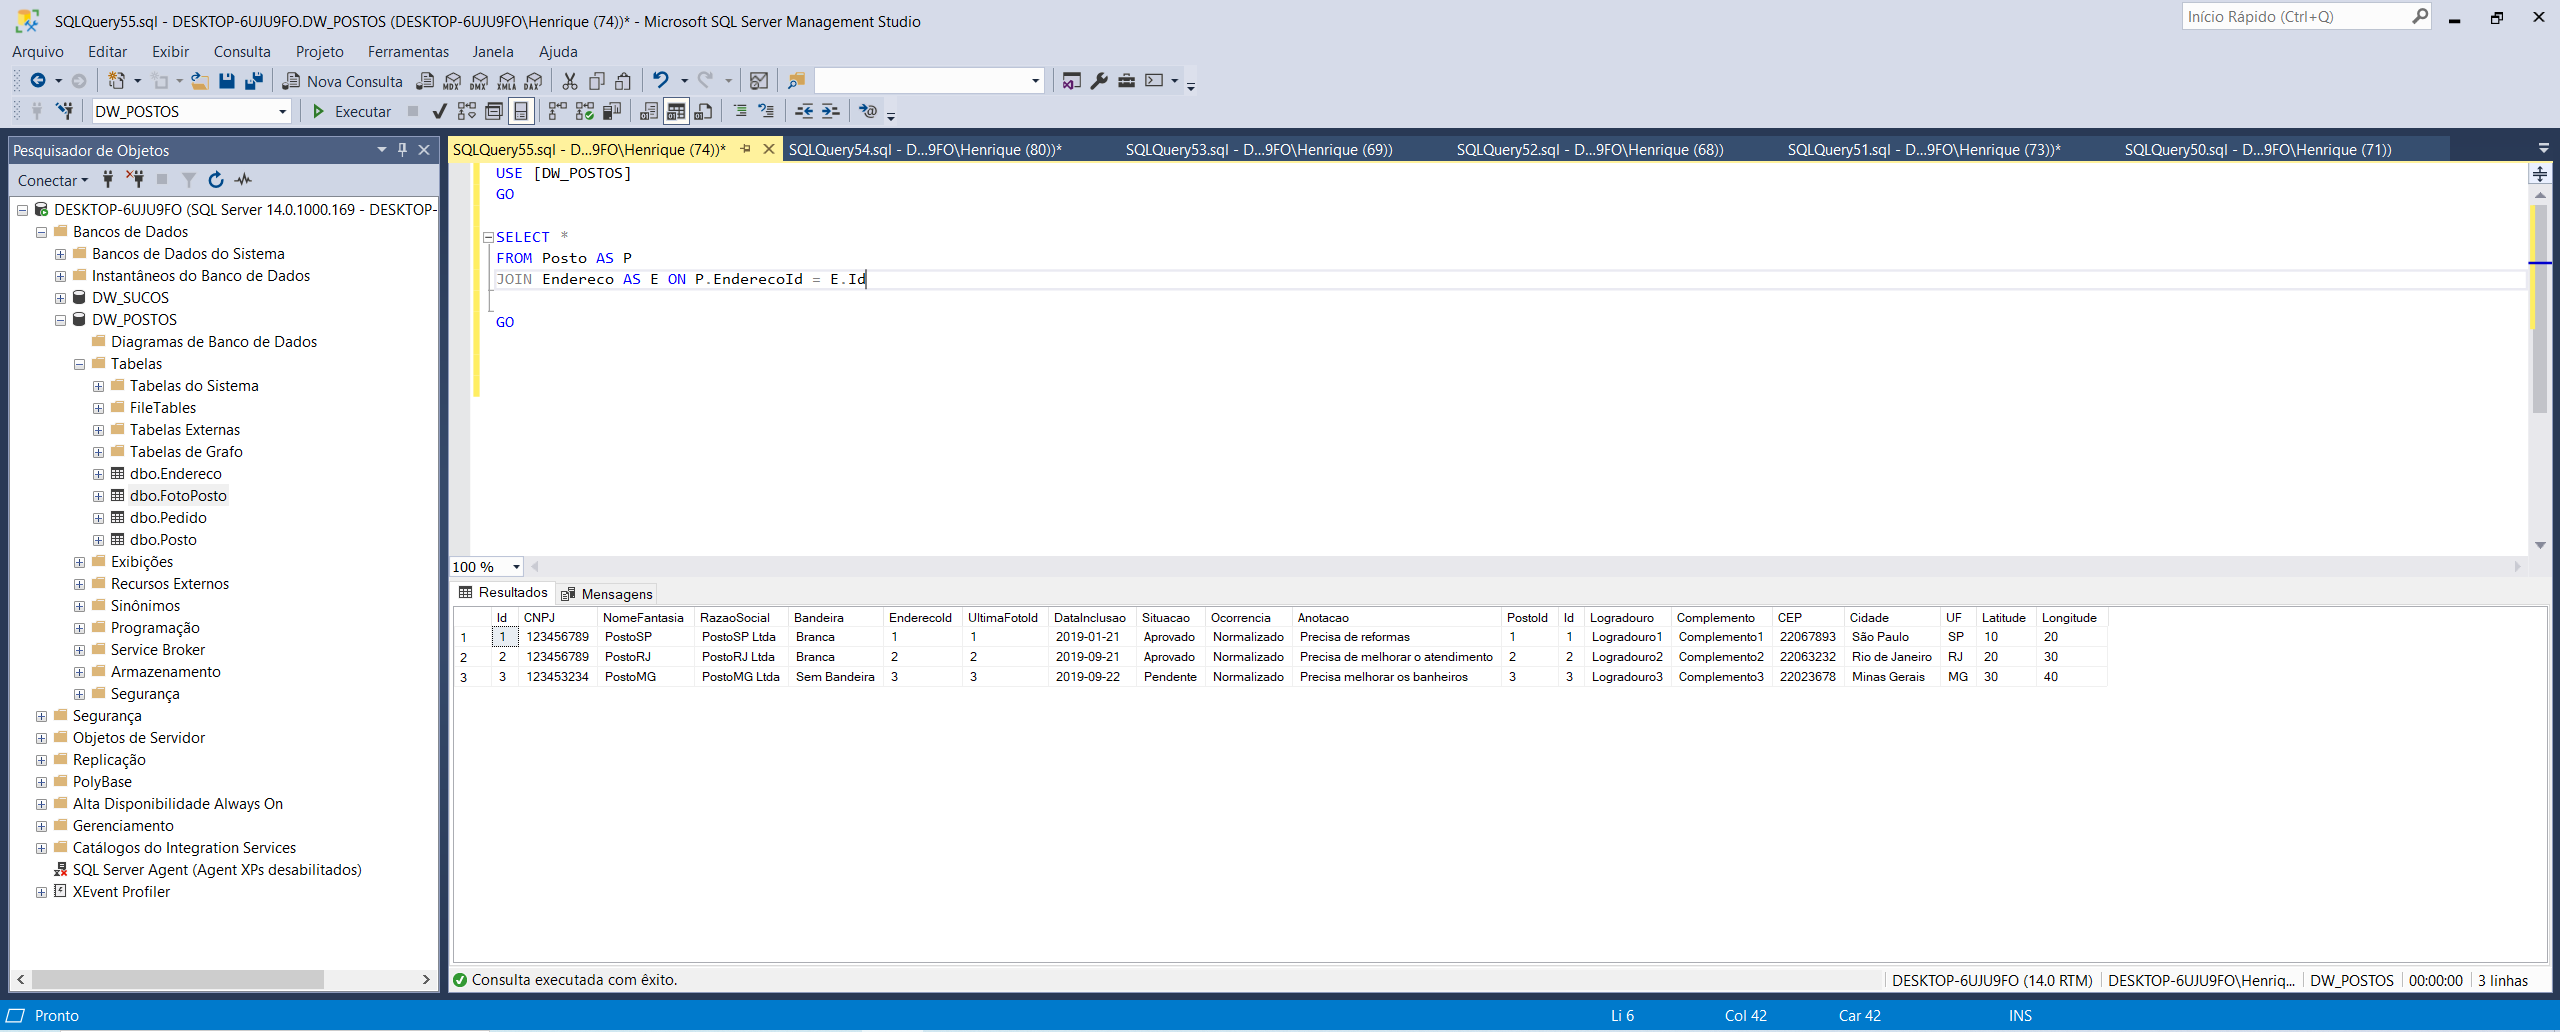 SQLQuery55.sql - DESKTOP-6UJU9FO.DW_POSTOS (DESKTOP-6UJU9FO\Henrique (74))* - Microsoft SQL Server Management Studio
Início Rápido (Ctrl+Q)
Arquivo Editar Exibir Consulta Projeto Ferramentas Janela Ajuda
Nova Consulta MDX DMX XMLA DAX
DW_POSTOS Executar
Pesquisador de Objetos
Conectar
DESKTOP-6UJU9FO (SQL Server 14.0.1000.169 - DESKTOP-
Bancos de Dados
Bancos de Dados do Sistema
Instantâneos do Banco de Dados
DW_SUCOS
DW_POSTOS
Diagramas de Banco de Dados
Tabelas
Tabelas do Sistema
FileTables
Tabelas Externas
Tabelas de Grafo
dbo.Endereco
dbo.FotoPosto
dbo.Pedido
dbo.Posto
Exibições
Recursos Externos
Sinônimos
Programação
Service Broker
Armazenamento
Segurança
Segurança
Objetos de Servidor
Replicação
PolyBase
Alta Disponibilidade Always On
Gerenciamento
Catálogos do Integration Services
SQL Server Agent (Agent XPs desabilitados)
XEvent Profiler
SQLQuery55.sql - D...9FO\Henrique (74))* SQLQuery54.sql - D...9FO\Henrique (80))* SQLQuery53.sql - D...9FO\Henrique (69)) SQLQuery52.sql - D...9FO\Henrique (68)) SQLQuery51.sql - D...9FO\Henrique (73))* SQLQuery50.sql - D...9FO\Henrique (71))
USE [DW_POSTOS]
GO
SELECT *
FROM Posto AS P
JOIN Endereco AS E ON P.EnderecoId = E.Id
GO
100 %
Resultados Mensagens
Id CNPJ NomeFantasia RazaoSocial Bandeira EnderecoId UltimaFotoId DataInclusao Situacao Ocorrencia Anotacao PostoId Id Logradouro Complemento CEP Cidade UF Latitude Longitude
1 1 123456789 PostoSP PostoSP Ltda Branca 1 1 2019-01-21 Aprovado Normalizado Precisa de reformas 1 1 Logradouro1 Complemento1 22067893 São Paulo SP 10 20
2 2 123456789 PostoRJ PostoRJ Ltda Branca 2 2 2019-09-21 Aprovado Normalizado Precisa de melhorar o atendimento 2 2 Logradouro2 Complemento2 22063232 Rio de Janeiro RJ 20 30
3 3 123453234 PostoMG PostoMG Ltda Sem Bandeira 3 3 2019-09-22 Pendente Normalizado Precisa melhorar os banheiros 3 3 Logradouro3 Complemento3 22023678 Minas Gerais MG 30 40
Consulta executada com êxito. DESKTOP-6UJU9FO (14.0 RTM) DESKTOP-6UJU9FO\Henriq... DW_POSTOS 00:00:00 3 linhas
Pronto Li 6 Col 42 Car 42 INS